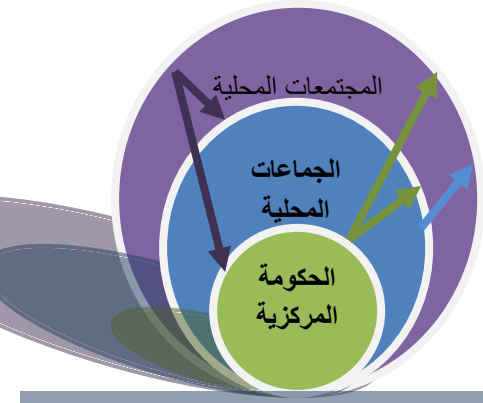 المجتمعات المحلية
الجماعات
المحلية
الحكومة
المركزية